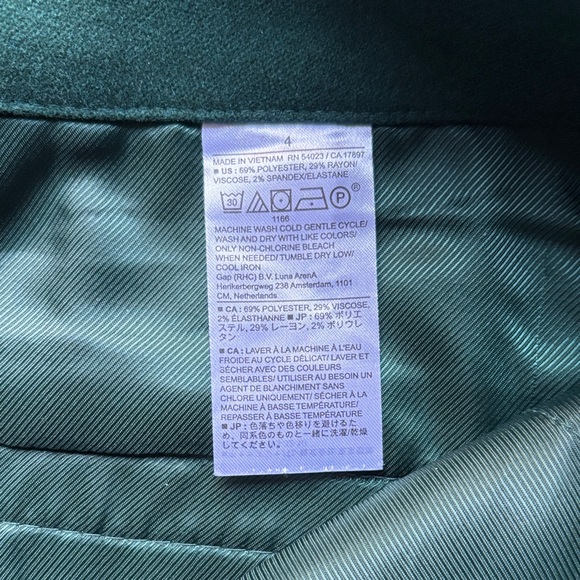 4
MADE IN VIETNAM RN 54023 / CA 17897
■ US: 69% POLYESTER, 29% RAYON/
VISCOSE, 2% SPANDEX/ELASTANE
30 P ®
1166
MACHINE WASH COLD GENTLE CYCLE/
WASH AND DRY WITH LIKE COLORS/
ONLY NON-CHLORINE BLEACH
WHEN NEEDED/ TUMBLE DRY LOW/
COOL IRON
Gap (RHC) B.V. Luna ArenA
Herikerbergweg 238 Amsterdam, 1101
CM, Netherlands
■ CA: 69% POLYESTER, 29% VISCOSE,
2% ÉLASTHANNE ■ JP: 69% ポリエ
ステル, 29% レーヨン, 2% ポリウレ
タン
■ CA: LAVER À LA MACHINE À L'EAU
FROIDE AU CYCLE DÉLICAT/ LAVER ET
SÉCHER AVEC DES COULEURS
SEMBLABLES/ UTILISER AU BESOIN UN
AGENT DE BLANCHIMENT SANS
CHLORE UNIQUEMENT/ SÉCHER À LA
MACHINE À BASSE TEMPÉRATURE/
REPASSER À BASSE TEMPÉRATURE
■ JP: 色落ちや色移りを避けるた
め、同系色のものと一緒に洗濯/乾燥
してください。